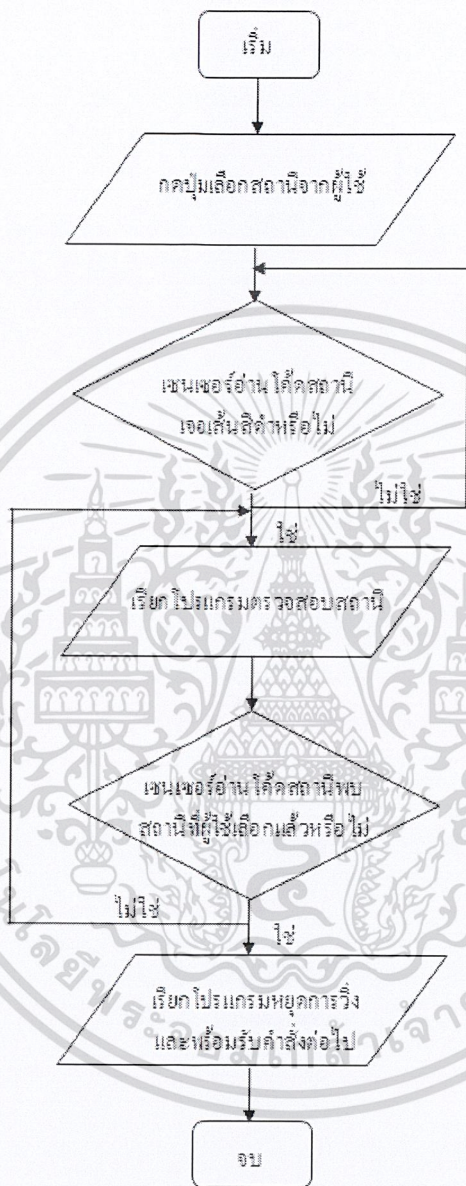 เริ่ม
กดปุ่มเลือกสถานีจากผู้ใช้
เซนเซอร์อ่านโค้ดสถานี
เจอเส้นสีดำหรือไม่
ไม่ใช่
ใช่
เรียกโปรแกรมตรวจสอบสถานี
เซนเซอร์อ่านโค้ดสถานีพบ
สถานีที่ผู้ใช้เลือกแล้วหรือไม่
ไม่ใช่
ใช่
เรียกโปรแกรมหยุดการวิ่ง
และพร้อมรับคำสั่งต่อไป
จบ